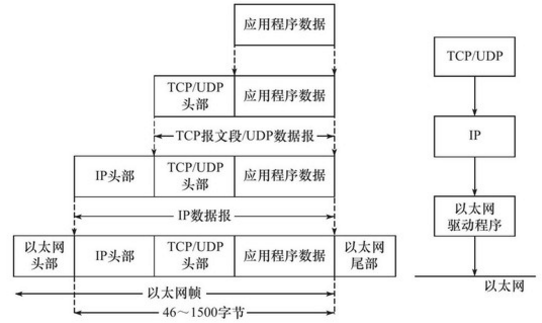 应用程序数据
TCP/UDP
头部
应用程序数据
TCP报文段/UDP数据报
IP头部
TCP/UDP
头部
应用程序数据
IP数据报
以太网
头部
IP头部
TCP/UDP
头部
应用程序数据
以太网
尾部
以太网帧
46～1500字节
TCP/UDP
IP
以太网
驱动程序
以太网